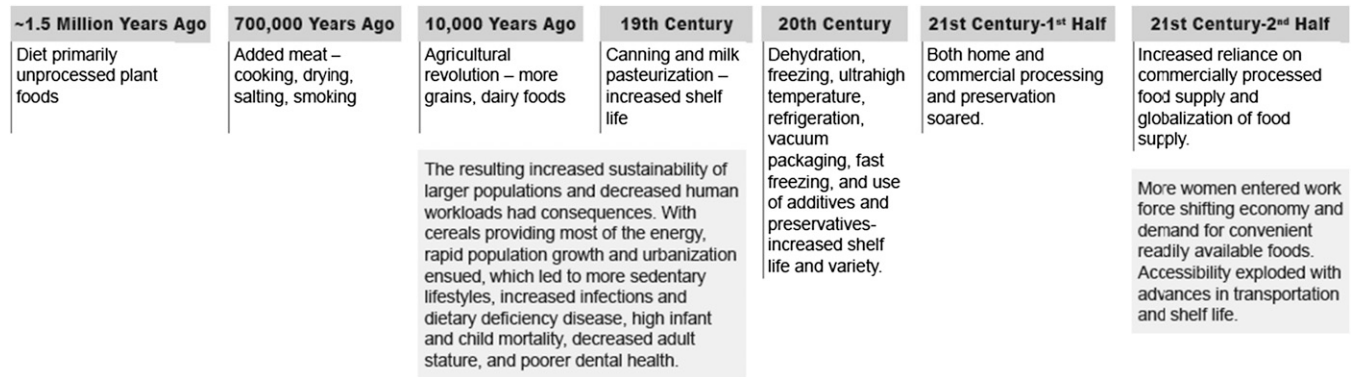 ~1.5 Million Years Ago
Diet primarily
unprocessed plant
foods
700,000 Years Ago
Added meat –
cooking, drying,
salting, smoking
10,000 Years Ago
Agricultural
revolution – more
grains, dairy foods
19th Century
Canning and milk
pasteurization –
increased shelf
life
The resulting increased sustainability of
larger populations and decreased human
workloads had consequences. With
cereals providing most of the energy,
rapid population growth and urbanization
ensued, which led to more sedentary
lifestyles, increased infections and
dietary deficiency disease, high infant
and child mortality, decreased adult
stature, and poorer dental health.
20th Century
Dehydration,
freezing, ultrahigh
temperature,
refrigeration,
vacuum
packaging, fast
freezing, and use
of additives and
preservatives-
increased shelf
life and variety.
21st Century-1st Half
Both home and
commercial processing
and preservation
soared.
21st Century-2nd Half
Increased reliance on
commercially processed
food supply and
globalization of food
supply.
More women entered work
force shifting economy and
demand for convenient
readily available foods.
Accessibility exploded with
advances in transportation
and shelf life.